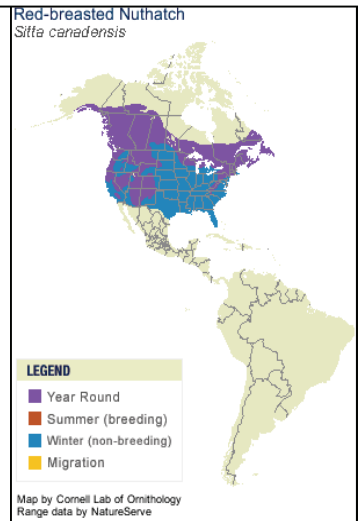 Red-breasted Nuthatch
Sitta canadensis
LEGEND
Year Round
Summer (breeding)
Winter (non-breeding)
Migration
Map by Cornell Lab of Ornithology
Range data by NatureServe